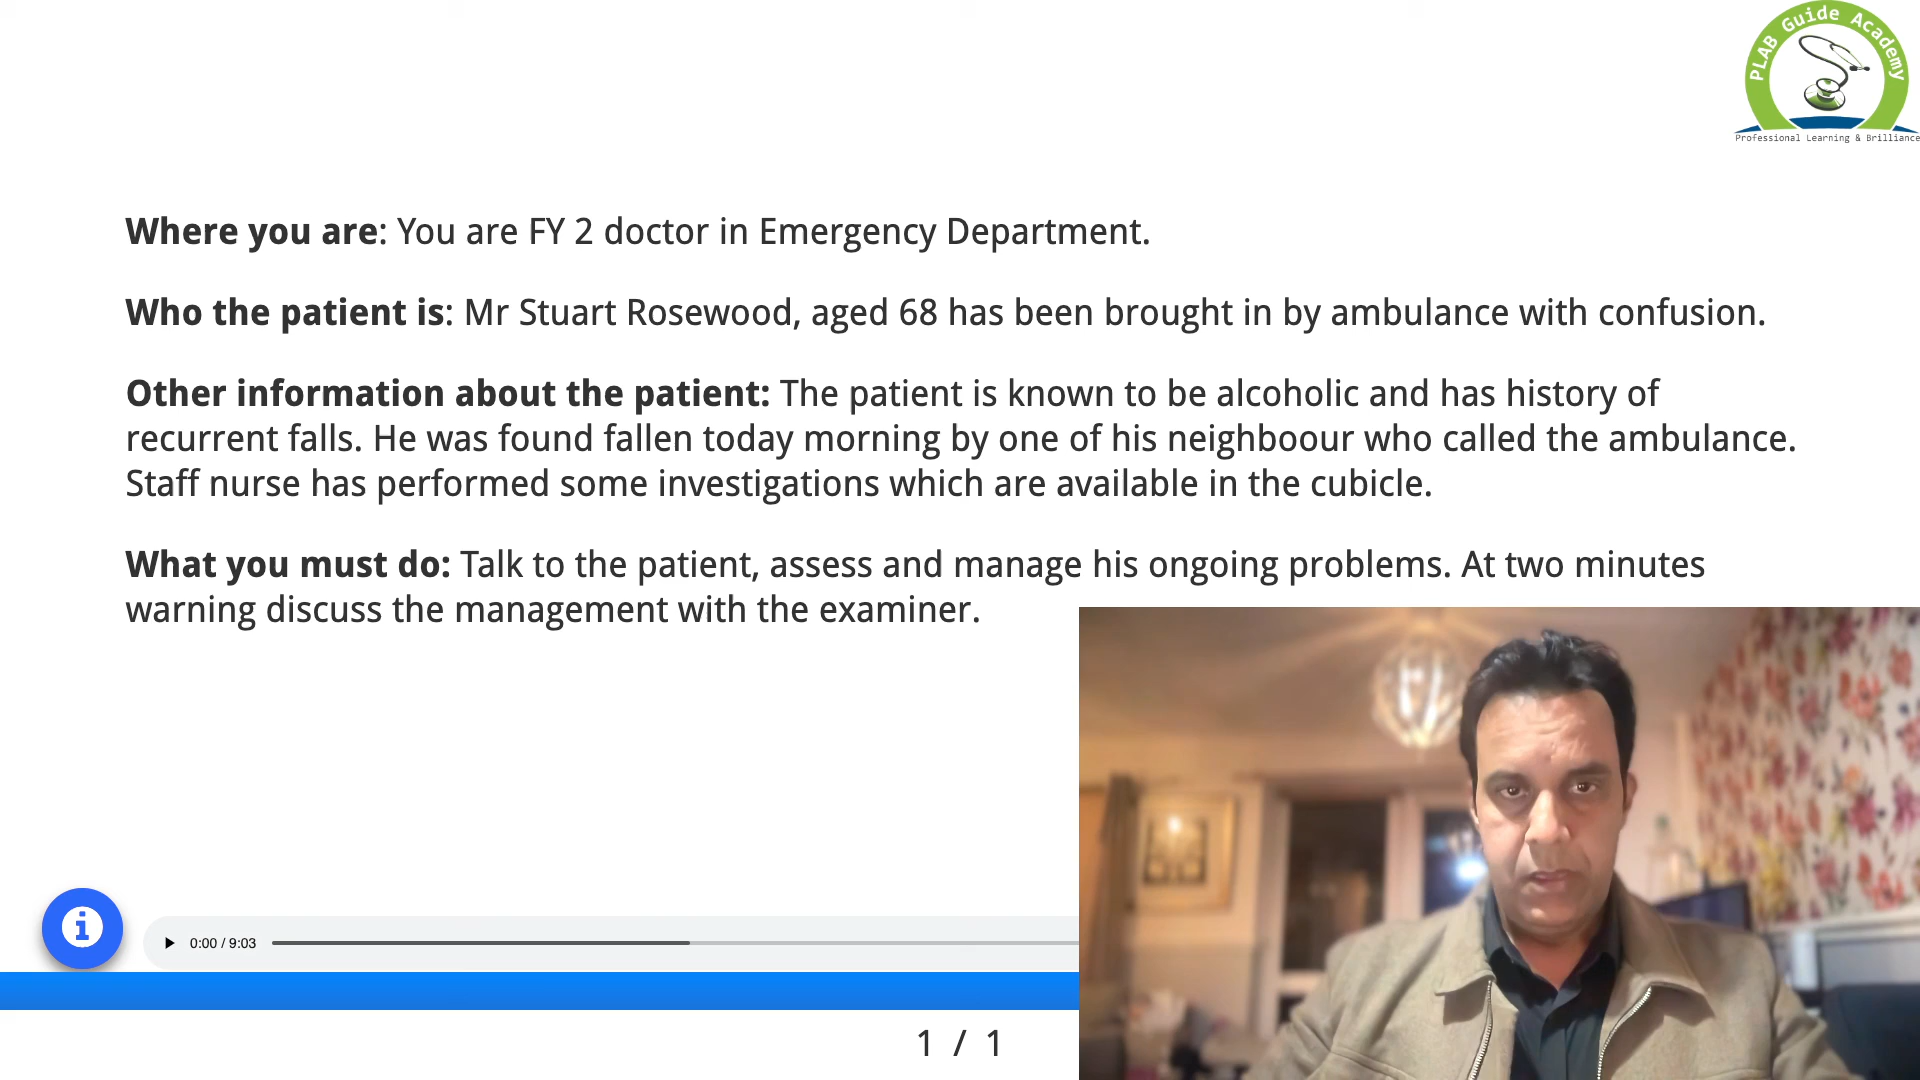 PLAB Guide Academy
Professional Learning & Brilliance
Where you are: You are FY 2 doctor in Emergency Department.
Who the patient is: Mr Stuart Rosewood, aged 68 has been brought in by ambulance with confusion.
Other information about the patient: The patient is known to be alcoholic and has history of
recurrent falls. He was found fallen today morning by one of his neighboour who called the ambulance.
Staff nurse has performed some investigations which are available in the cubicle.
What you must do: Talk to the patient, assess and manage his ongoing problems. At two minutes
warning discuss the management with the examiner.
0:00 / 9:03
1 / 1